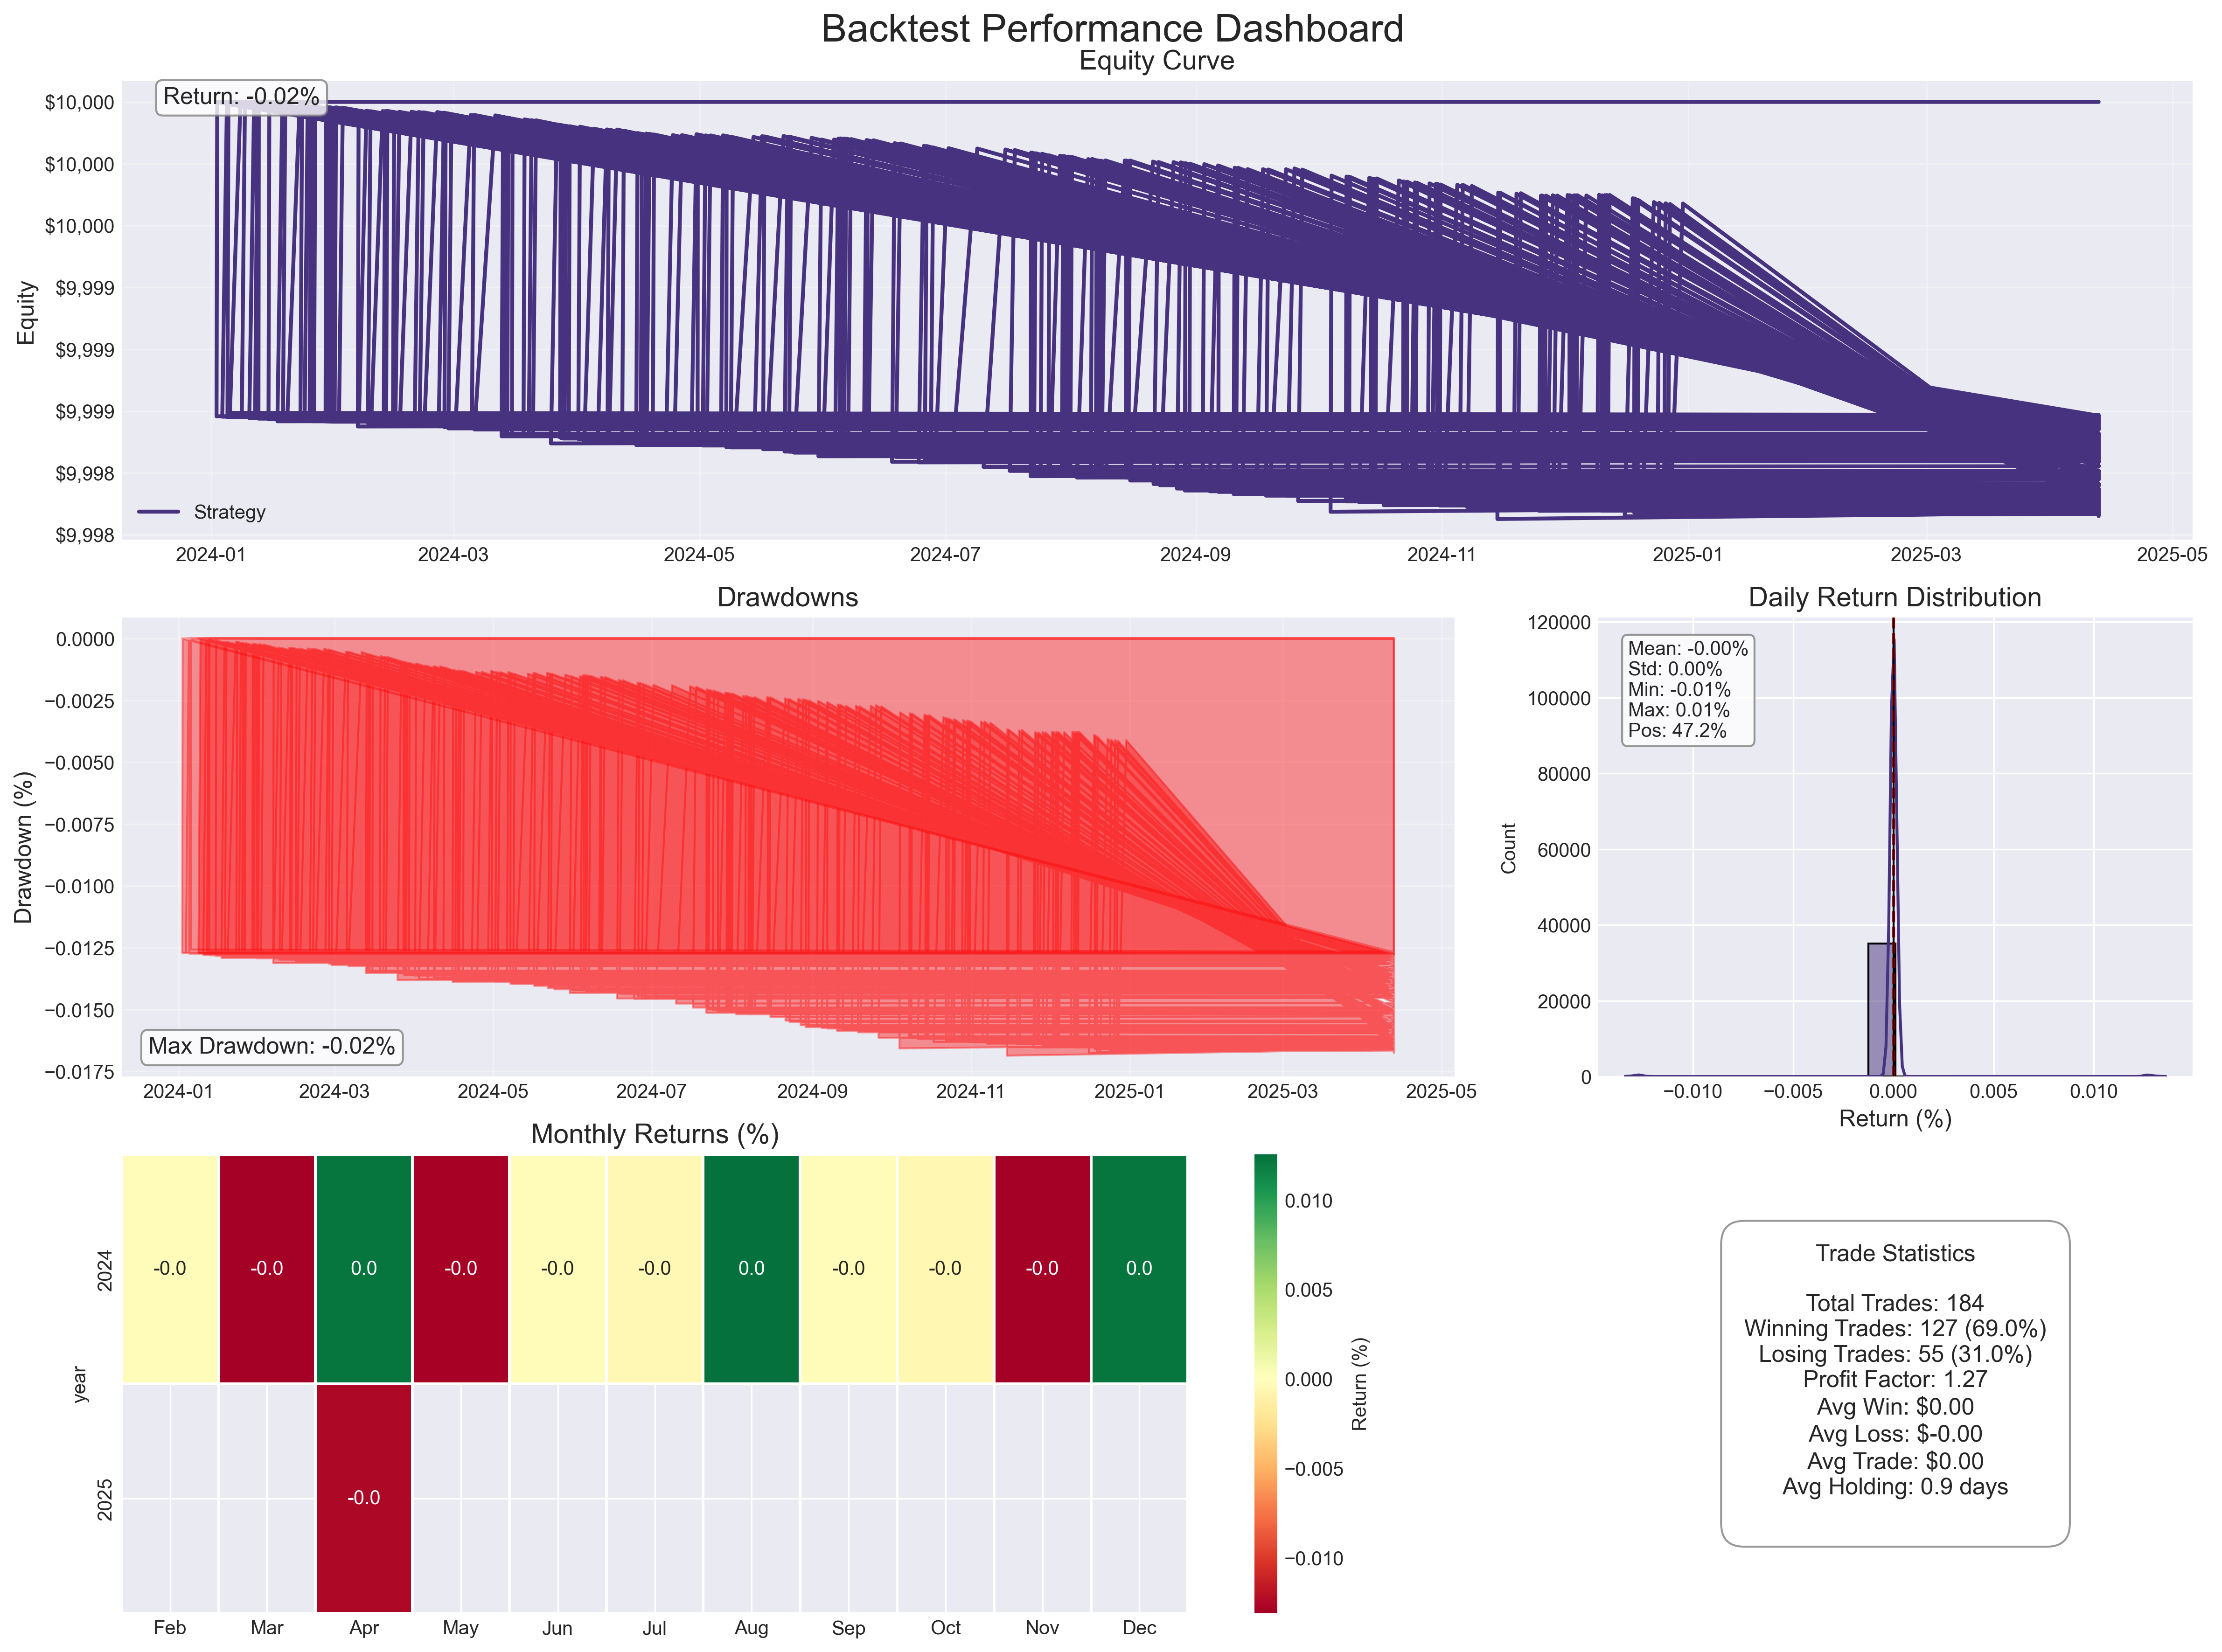 Backtest Performance Dashboard
Equity Curve
Return: -0.02%
$10,000
$10,000
$10,000
$9,999
$9,999
$9,999
$9,998
$9,998
Equity
Strategy
2024-01 2024-03 2024-05 2024-07 2024-09 2024-11 2025-01 2025-03 2025-05
Drawdowns
0.0000
−0.0025
−0.0050
−0.0075
−0.0100
−0.0125
−0.0150
−0.0175
Drawdown (%)
Max Drawdown: -0.02%
2024-01 2024-03 2024-05 2024-07 2024-09 2024-11 2025-01 2025-03 2025-05
Daily Return Distribution
120000
100000
80000
60000
40000
20000
0
Count
Mean: -0.00%
Std: 0.00%
Min: -0.01%
Max: 0.01%
Pos: 47.2%
−0.010 −0.005 0.000 0.005 0.010
Return (%)
Monthly Returns (%)
2024
-0.0 -0.0 0.0 -0.0 -0.0 -0.0 0.0 -0.0 -0.0 -0.0 0.0
year
2025
-0.0
Feb Mar Apr May Jun Jul Aug Sep Oct Nov Dec
0.010
0.005
0.000
−0.005
−0.010
Return (%)
Trade Statistics
Total Trades: 184
Winning Trades: 127 (69.0%)
Losing Trades: 55 (31.0%)
Profit Factor: 1.27
Avg Win: $0.00
Avg Loss: $-0.00
Avg Trade: $0.00
Avg Holding: 0.9 days